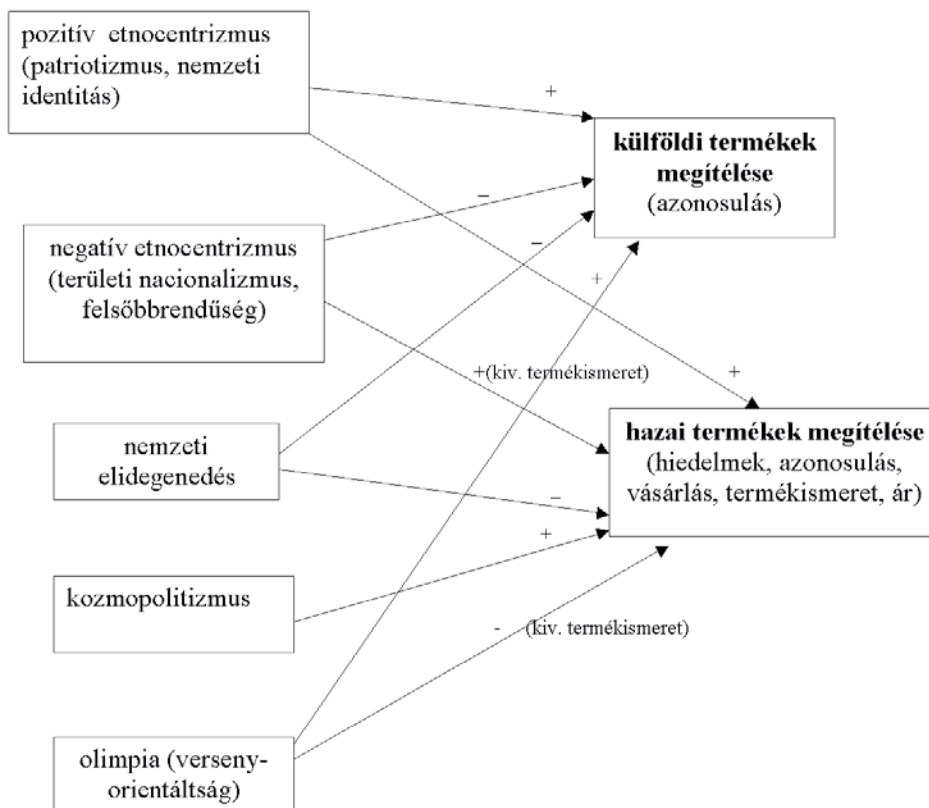 pozitív etnocentrizmus
(patriotizmus, nemzeti
identitás)
+
külföldi termékek
megítélése
(azonosulás)
–
negatív etnocentrizmus
(területi nacionalizmus,
felsőbbrendűség)
–
+
+(kiv. termékismeret)
+
hazai termékek megítélése
(hiedelmek, azonosulás,
vásárlás, termékismeret, ár)
nemzeti
elidegenedés
–
+
kozmopolitizmus
- (kiv. termékismeret)
olimpia (verseny-
orientáltság)